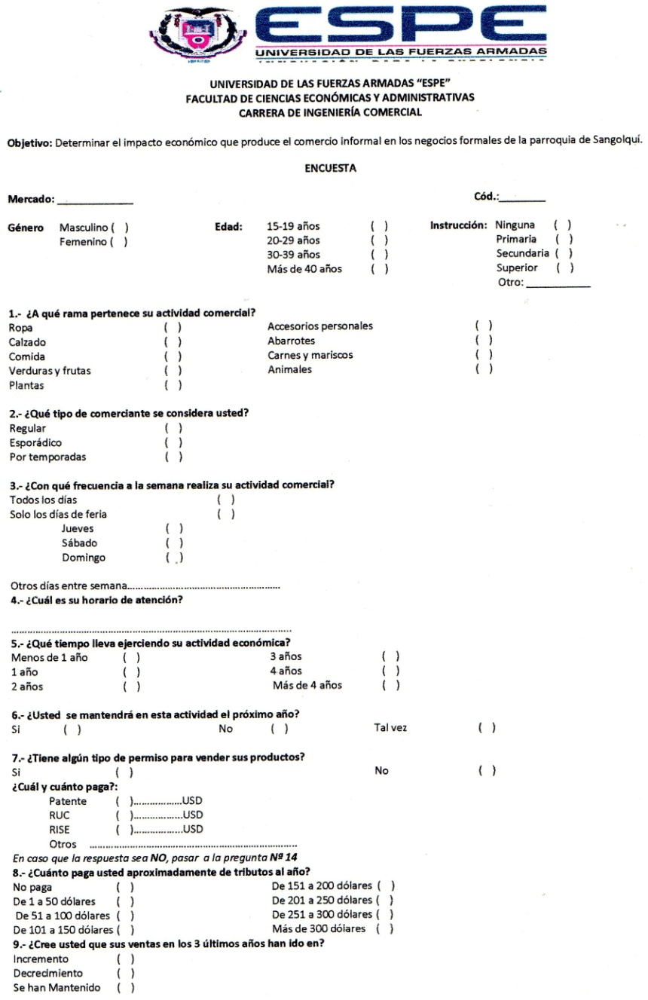 ESPE
UNIVERSIDAD DE LAS FUERZAS ARMADAS
UNIVERSIDAD DE LAS FUERZAS ARMADAS “ESPE”
FACULTAD DE CIENCIAS ECONÓMICAS Y ADMINISTRATIVAS
CARRERA DE INGENIERÍA COMERCIAL
Objetivo: Determinar el impacto económico que produce el comercio informal en los negocios formales de la parroquia de Sangolquí.
ENCUESTA
Mercado: ______________ Cód.:_________
Género Masculino ( ) Edad: 15-19 años ( ) Instrucción: Ninguna ( )
Femenino ( ) 20-29 años ( ) Primaria ( )
30-39 años ( ) Secundaria ( )
Más de 40 años ( ) Superior ( )
Otro: ____________
1.- ¿A qué rama pertenece su actividad comercial?
Ropa ( ) Accesorios personales ( )
Calzado ( ) Abarrotes ( )
Comida ( ) Carnes y mariscos ( )
Verduras y frutas ( ) Animales ( )
Plantas ( )
2.- ¿Qué tipo de comerciante se considera usted?
Regular ( )
Esporádico ( )
Por temporadas ( )
3.- ¿Con qué frecuencia a la semana realiza su actividad comercial?
Todos los días ( )
Solo los días de feria ( )
Jueves ( )
Sábado ( )
Domingo ( )
Otros días entre semana.........................................................
4.- ¿Cuál es su horario de atención?
.........................................................................................................
5.- ¿Qué tiempo lleva ejerciendo su actividad económica?
Menos de 1 año ( ) 3 años ( )
1 año ( ) 4 años ( )
2 años ( ) Más de 4 años ( )
6.- ¿Usted se mantendrá en esta actividad el próximo año?
Si ( ) No ( ) Tal vez ( )
7.- ¿Tiene algún tipo de permiso para vender sus productos?
Si ( ) No ( )
¿Cuál y cuánto paga?:
Patente ( )..................USD
RUC ( )..................USD
RISE ( )..................USD
Otros .............................................................................
En caso que la respuesta sea NO, pasar a la pregunta Nº 14
8.- ¿Cuánto paga usted aproximadamente de tributos al año?
No paga ( ) De 151 a 200 dólares ( )
De 1 a 50 dólares ( ) De 201 a 250 dólares ( )
De 51 a 100 dólares ( ) De 251 a 300 dólares ( )
De 101 a 150 dólares ( ) Más de 300 dólares ( )
9.- ¿Cree usted que sus ventas en los 3 últimos años han ido en?
Incremento ( )
Decrecimiento ( )
Se han Mantenido ( )